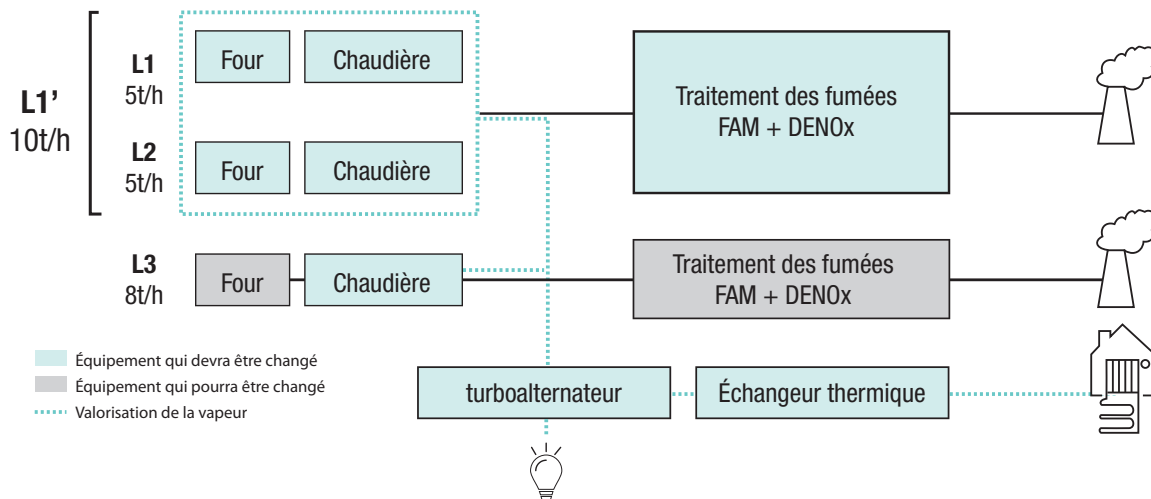 L1’
10t/h
L1
5t/h
Four
Chaudière
L2
5t/h
Four
Chaudière
Traitement des fumées
FAM + DENOx
L3
8t/h
Four
Chaudière
Traitement des fumées
FAM + DENOx
Équipement qui devra être changé
Équipement qui pourra être changé
Valorisation de la vapeur
turboalternateur
Échangeur thermique